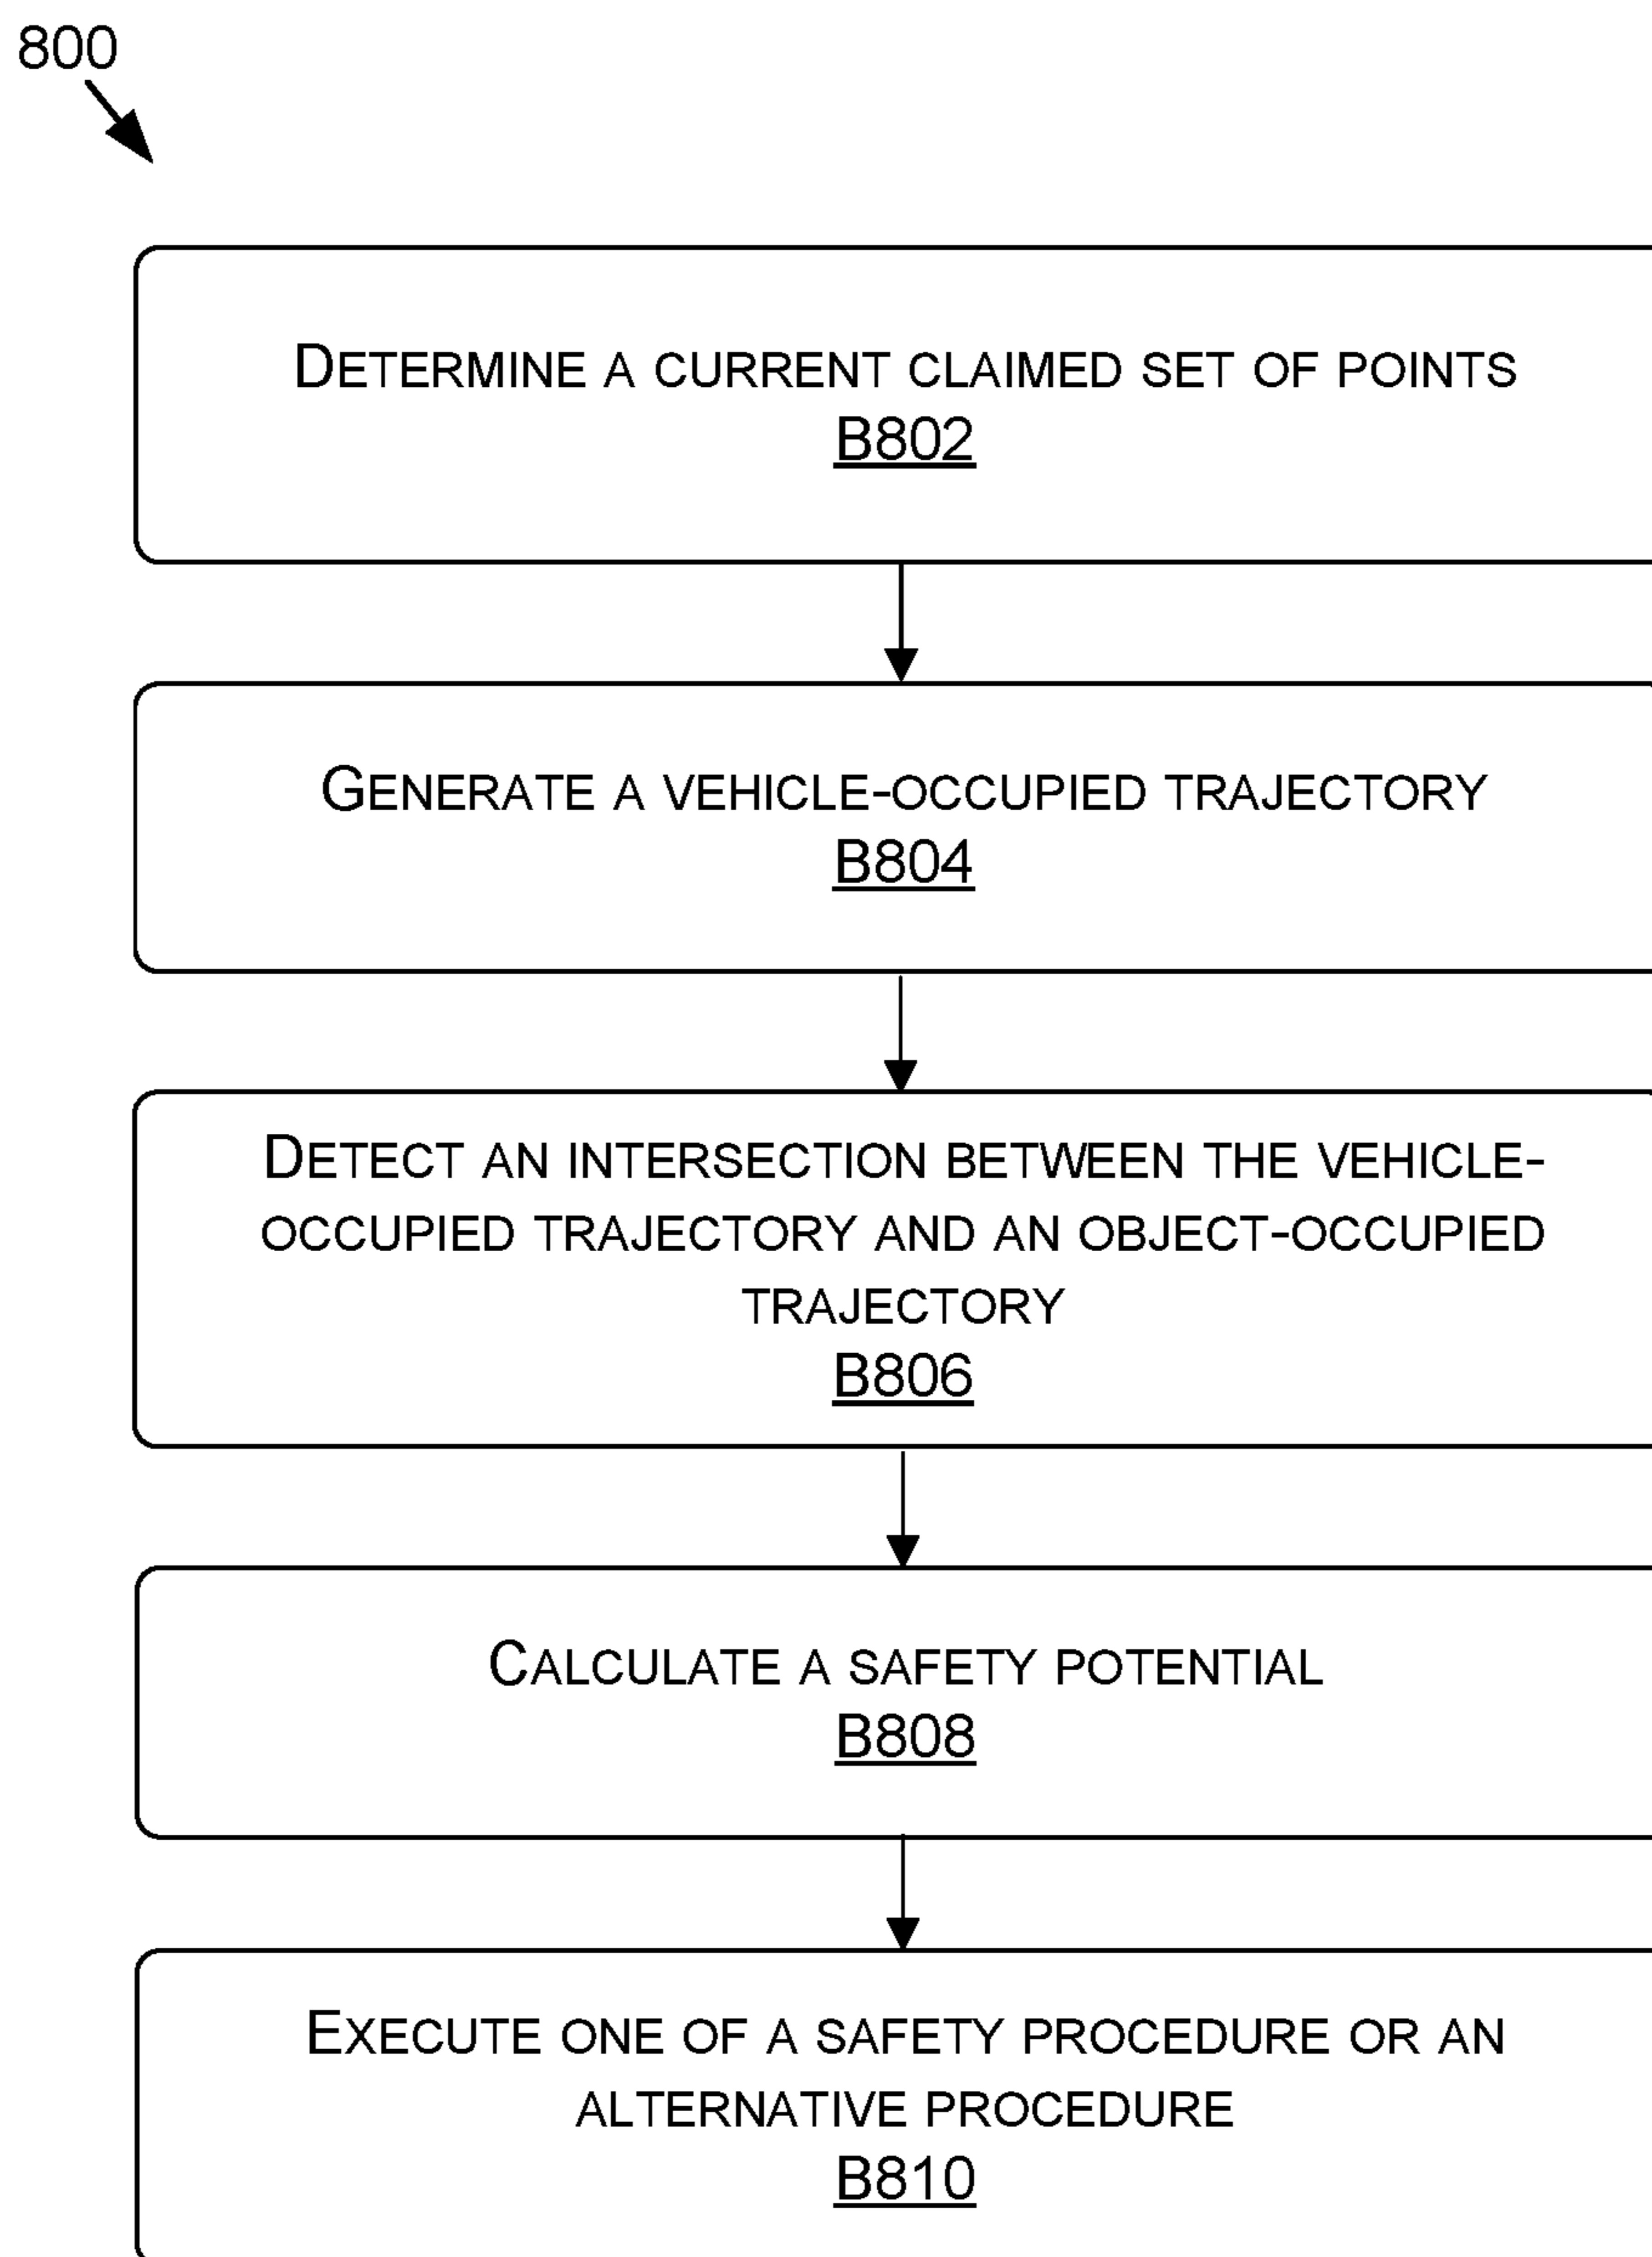 800
DETERMINE A CURRENT CLAIMED SET OF POINTS
B802
GENERATE A VEHICLE-OCCUPIED TRAJECTORY
B804
DETECT AN INTERSECTION BETWEEN THE VEHICLE-
OCCUPIED TRAJECTORY AND AN OBJECT-OCCUPIED
TRAJECTORY
B806
CALCULATE A SAFETY POTENTIAL
B808
EXECUTE ONE OF A SAFETY PROCEDURE OR AN
ALTERNATIVE PROCEDURE
B810